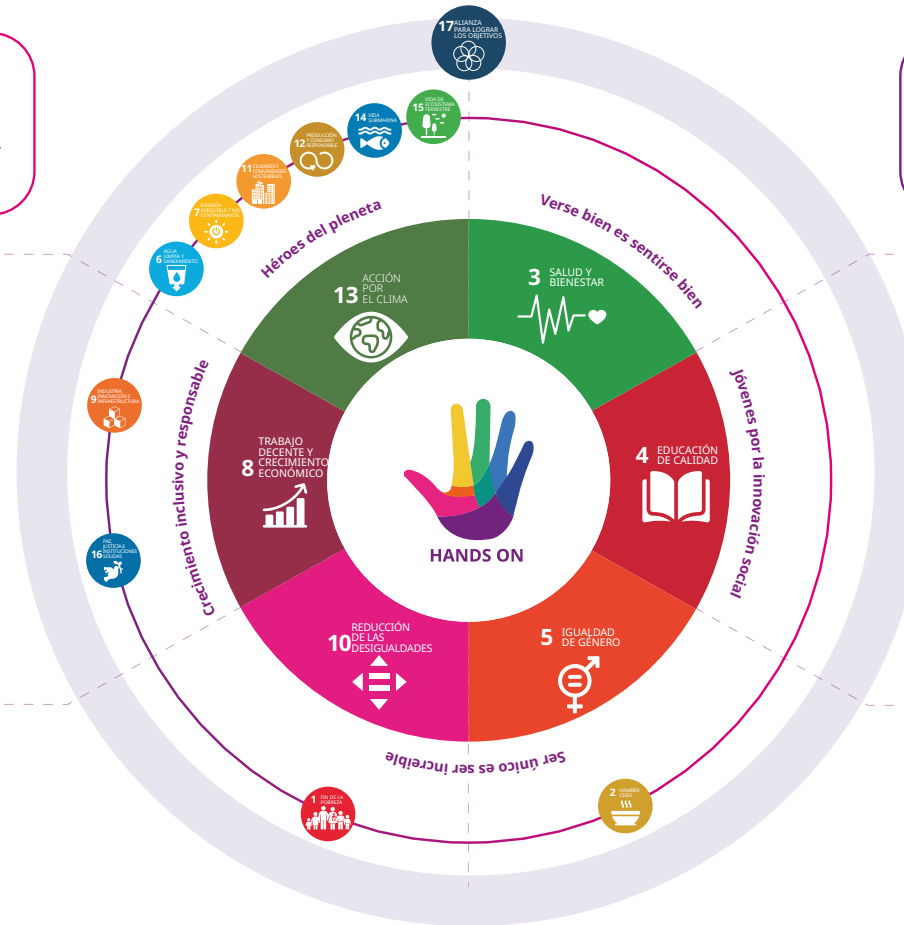 17 ALIANZA
PARA LOGRAR
LOS OBJETIVOS
15 VIDA DE
ECOSISTEMA
TERRESTRE
14 VIDA
SUBMARINA
12 PRODUCCIÓN
Y CONSUMO
RESPONSABLE
11 CIUDADES Y
COMUNIDADES
SOSTENIBLES
7 ENERGÍA
ASEQUIBLE Y NO
CONTAMINANTE
6 AGUA
LIMPIA Y
SANEAMIENTO
Héroes del pleneta
Verse bien es sentirse bien
13 ACCIÓN
POR
EL CLIMA
3 SALUD Y
BIENESTAR
9 INDUSTRIA,
INNOVACIÓN E
INFRAESTRUCTURA
Crecimiento inclusivo y responsable
8 TRABAJO
DECENTE Y
CRECIMIENTO
ECONÓMICO
4 EDUCACIÓN
DE CALIDAD
Jóvenes por la innovación social
HANDS ON
16 PAZ,
JUSTICIA E
INSTITUCIONES
SÓLIDAS
10 REDUCCIÓN
DE LAS
DESIGUALDADES
5 IGUALDAD
DE GÉNERO
Ser único es ser increible
1 FIN DE LA
POBREZA
2 HAMBRE
CERO